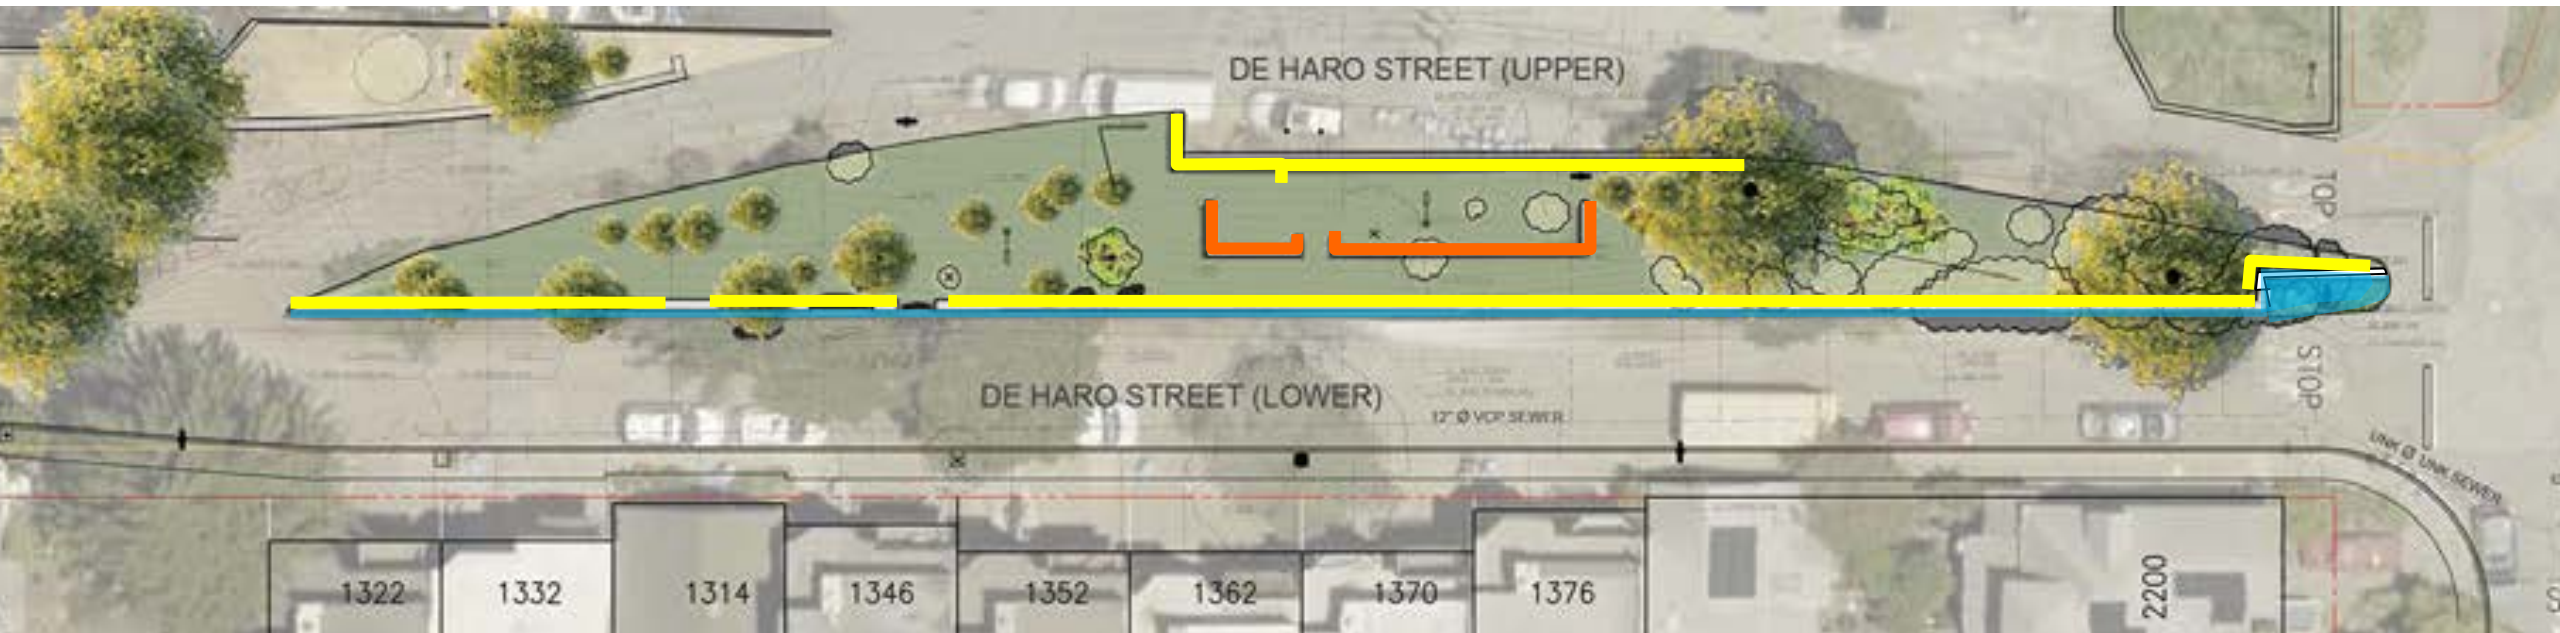 DE HARO STREET (UPPER)
TOP
DE HARO STREET (LOWER)
12" Ø VCP SEWER
STOP
UNK Ø UNK SEWER
1322
1332
1314
1346
1352
1362
1370
1376
2200